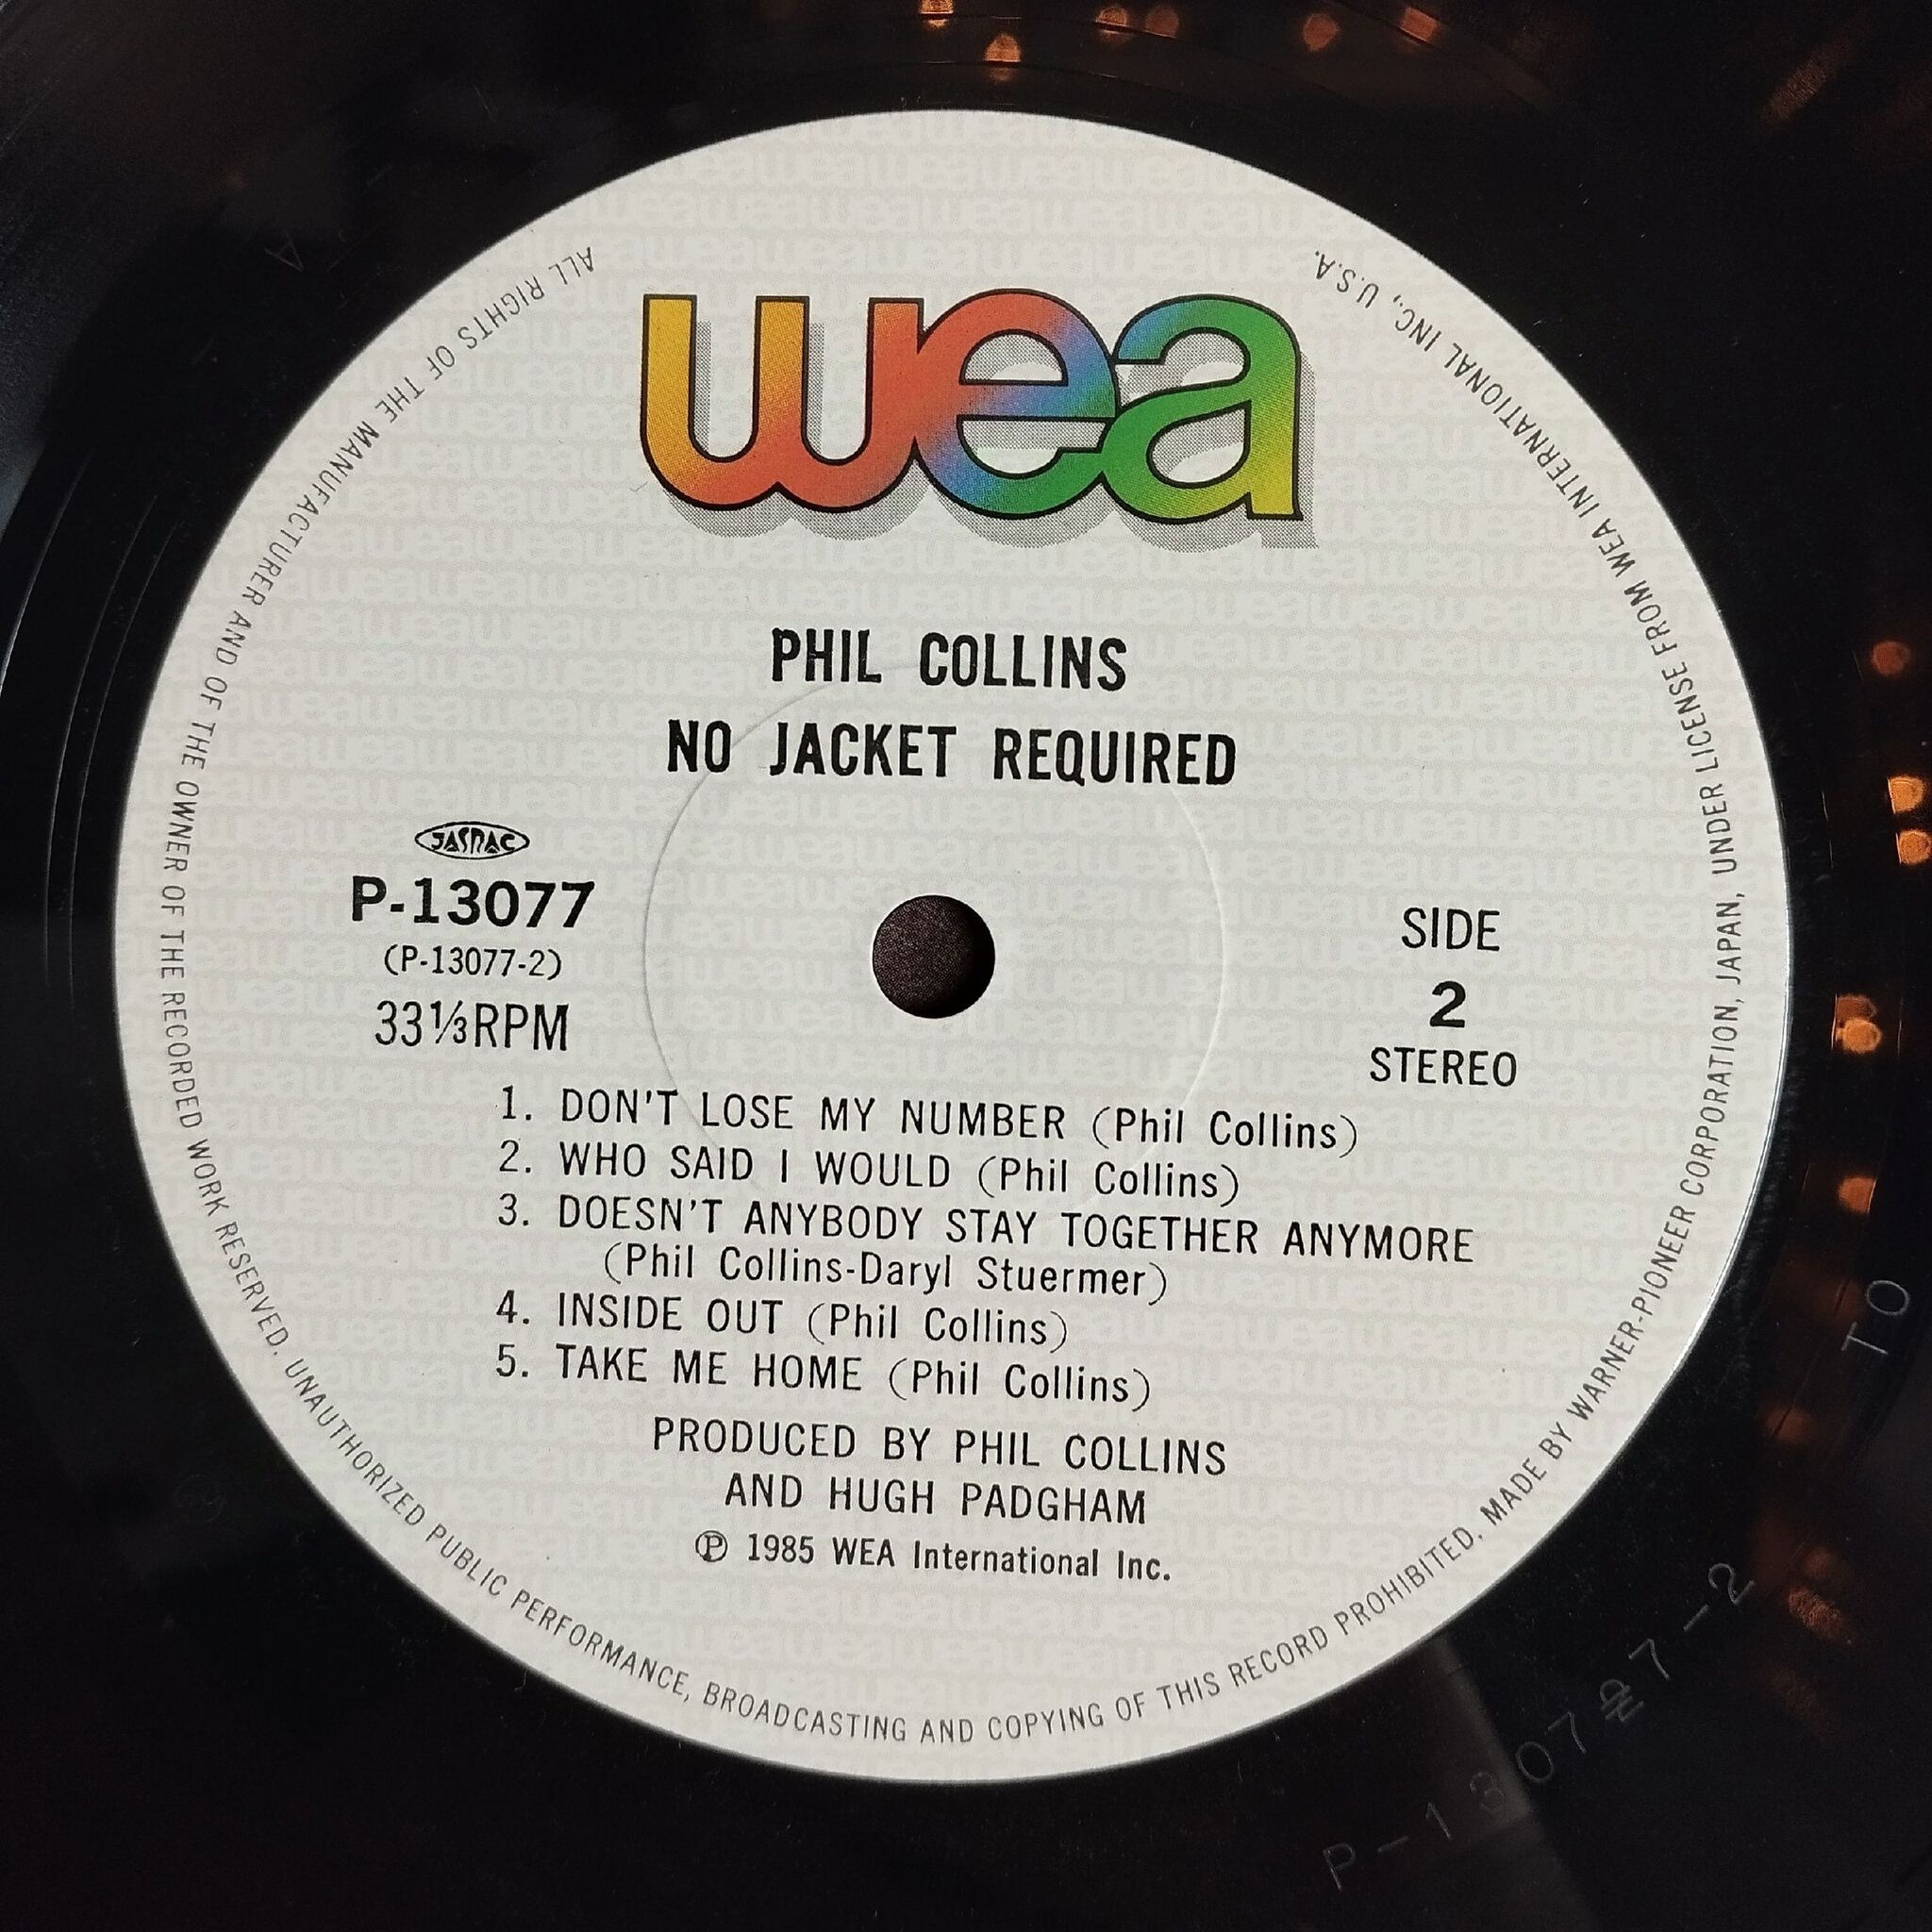 wea
PHIL COLLINS
NO JACKET REQUIRED
JASRAC
P-13077
(P-13077-2)
33⅓RPM
SIDE
2
STEREO
1. DON'T LOSE MY NUMBER (Phil Collins)
2. WHO SAID I WOULD (Phil Collins)
3. DOESN'T ANYBODY STAY TOGETHER ANYMORE
(Phil Collins-Daryl Stuermer)
4. INSIDE OUT (Phil Collins)
5. TAKE ME HOME (Phil Collins)
PRODUCED BY PHIL COLLINS
AND HUGH PADGHAM
℗ 1985 WEA International Inc.
ALL RIGHTS OF THE MANUFACTURER AND OF THE OWNER OF THE RECORDED WORK RESERVED. UNAUTHORIZED PUBLIC PERFORMANCE, BROADCASTING AND COPYING OF THIS RECORD PROHIBITED. MADE BY WARNER-PIONEER CORPORATION, JAPAN, UNDER LICENSE FROM WEA INTERNATIONAL INC., U.S.A.
TO